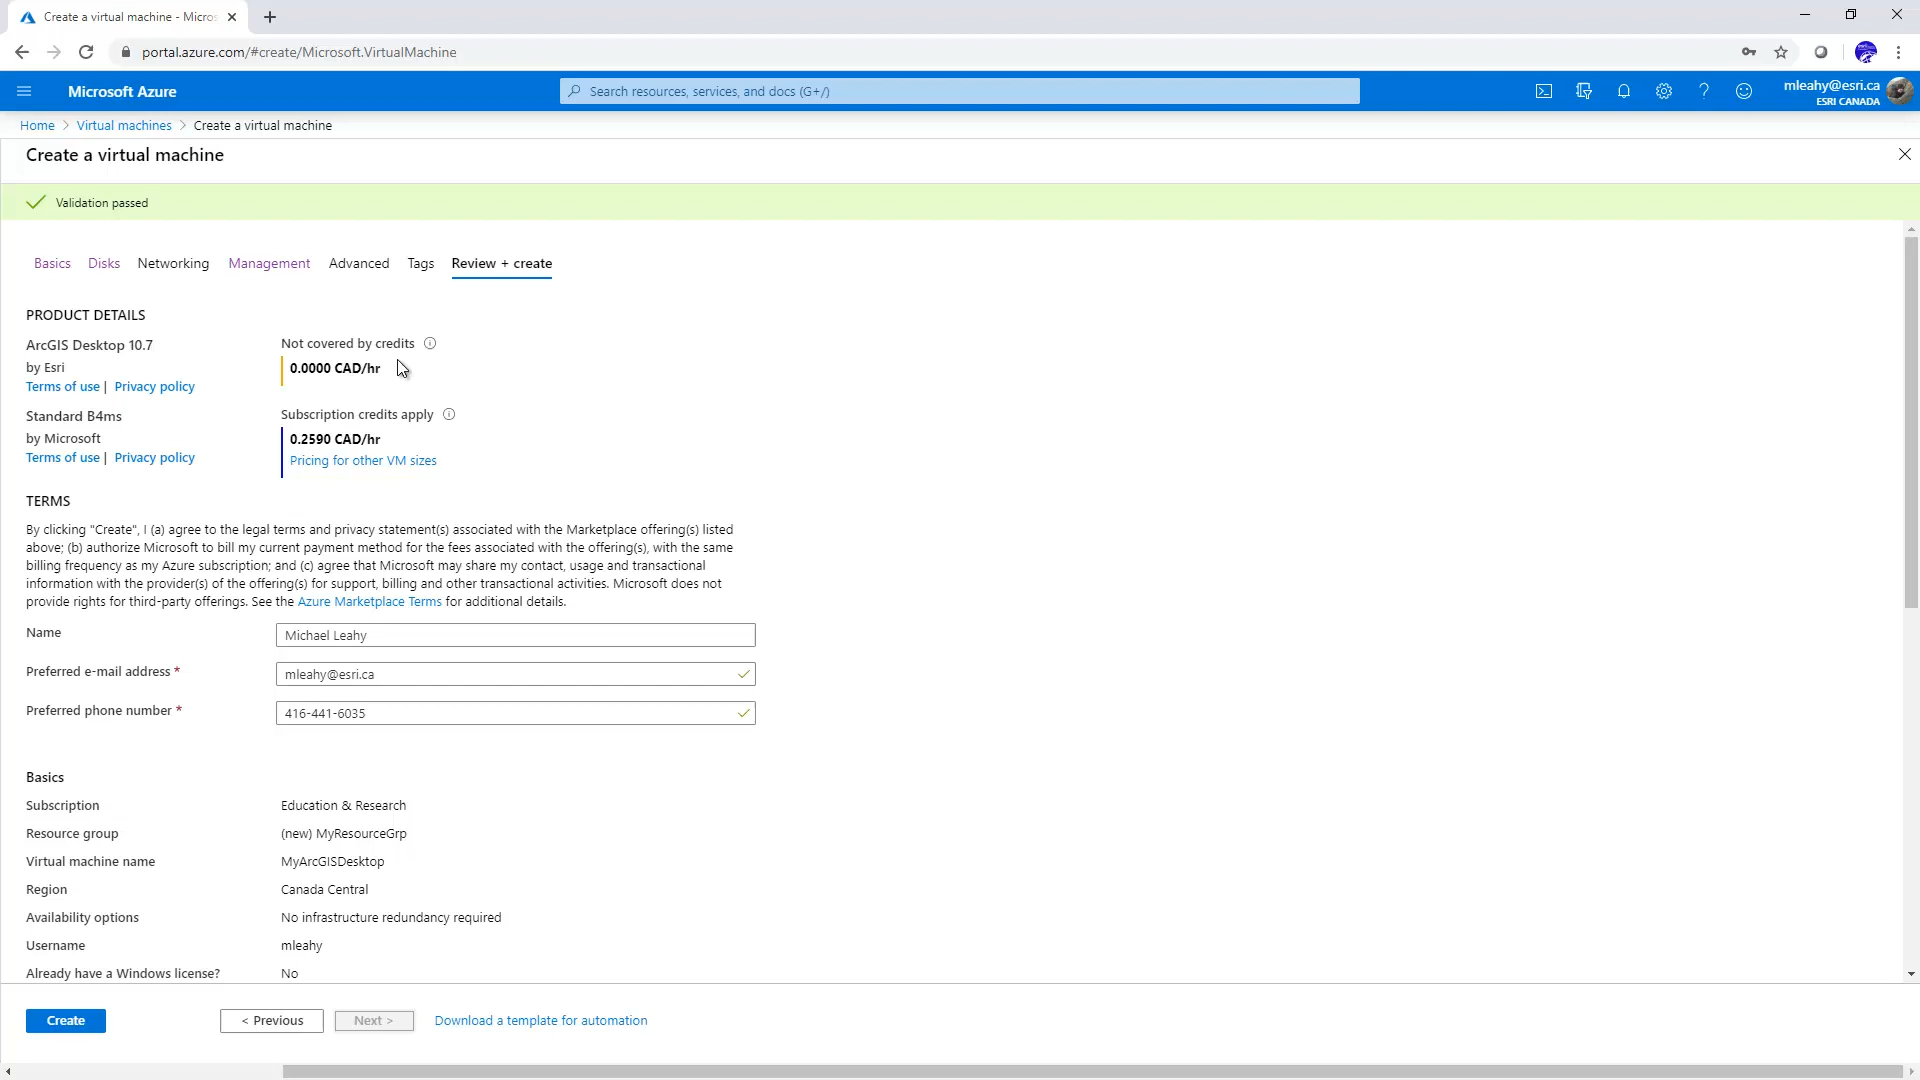 Create a virtual machine - Micros
portal.azure.com/#create/Microsoft.VirtualMachine
Microsoft Azure
Search resources, services, and docs (G+/)
mleahy@esri.ca
ESRI CANADA
Home > Virtual machines > Create a virtual machine
Create a virtual machine
Validation passed
Basics Disks Networking Management Advanced Tags Review + create
PRODUCT DETAILS
ArcGIS Desktop 10.7
by Esri
Terms of use | Privacy policy
Not covered by credits
0.0000 CAD/hr
Standard B4ms
by Microsoft
Terms of use | Privacy policy
Subscription credits apply
0.2590 CAD/hr
Pricing for other VM sizes
TERMS
By clicking "Create", I (a) agree to the legal terms and privacy statement(s) associated with the Marketplace offering(s) listed
above; (b) authorize Microsoft to bill my current payment method for the fees associated with the offering(s), with the same
billing frequency as my Azure subscription; and (c) agree that Microsoft may share my contact, usage and transactional
information with the provider(s) of the offering(s) for support, billing and other transactional activities. Microsoft does not
provide rights for third-party offerings. See the Azure Marketplace Terms for additional details.
Name Michael Leahy
Preferred e-mail address * mleahy@esri.ca
Preferred phone number * 416-441-6035
Basics
Subscription Education & Research
Resource group (new) MyResourceGrp
Virtual machine name MyArcGISDesktop
Region Canada Central
Availability options No infrastructure redundancy required
Username mleahy
Already have a Windows license? No
Create < Previous Next > Download a template for automation